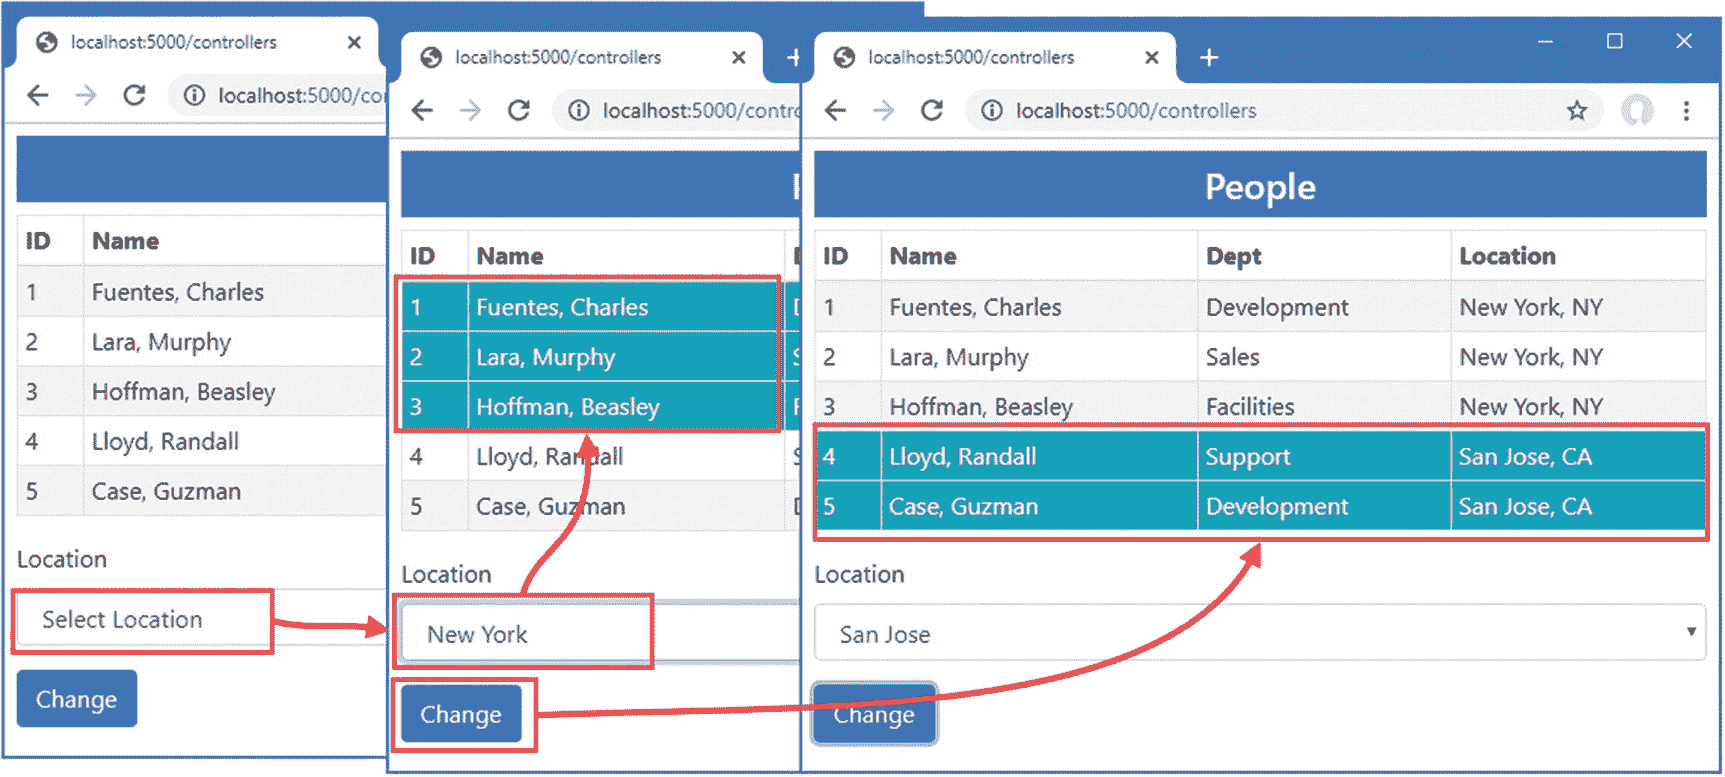 localhost:5000/controllers
localhost:5000/co
ID Name
1 Fuentes, Charles
2 Lara, Murphy
3 Hoffman, Beasley
4 Lloyd, Randall
5 Case, Guzman
Location
Select Location
Change
localhost:5000/controllers
localhost:5000/contro
ID Name
1 Fuentes, Charles
2 Lara, Murphy
3 Hoffman, Beasley
4 Lloyd, Randall
5 Case, Guzman
Location
New York
Change
localhost:5000/controllers
localhost:5000/controllers
People
ID Name Dept Location
1 Fuentes, Charles Development New York, NY
2 Lara, Murphy Sales New York, NY
3 Hoffman, Beasley Facilities New York, NY
4 Lloyd, Randall Support San Jose, CA
5 Case, Guzman Development San Jose, CA
Location
San Jose
Change